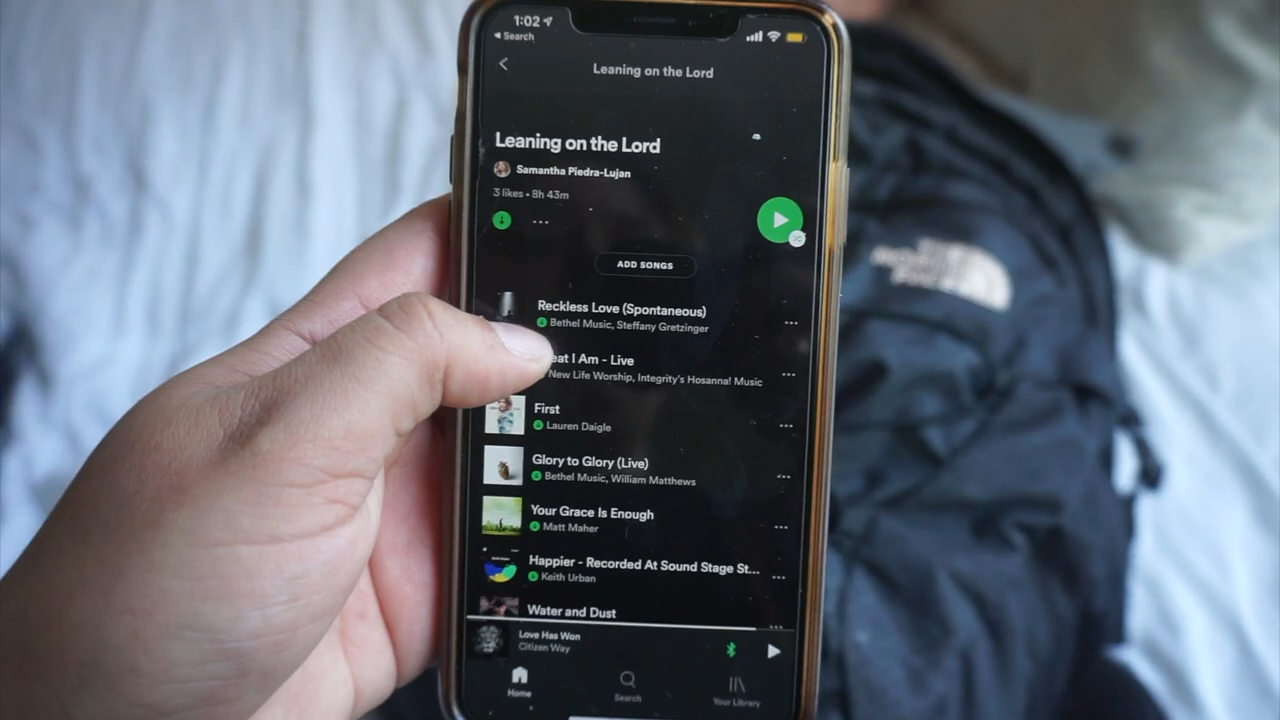 1:02
Search
Leaning on the Lord
Leaning on the Lord
Samantha Piedra-Lujan
3 likes • 8h 43m
ADD SONGS
Reckless Love (Spontaneous)
Bethel Music, Steffany Gretzinger
eat I Am - Live
New Life Worship, Integrity's Hosanna! Music
First
Lauren Daigle
Glory to Glory (Live)
Bethel Music, William Matthews
Your Grace Is Enough
Matt Maher
Happier - Recorded At Sound Stage St...
Keith Urban
Water and Dust
Love Has Won
Citizen Way
Home
Search
Your Library